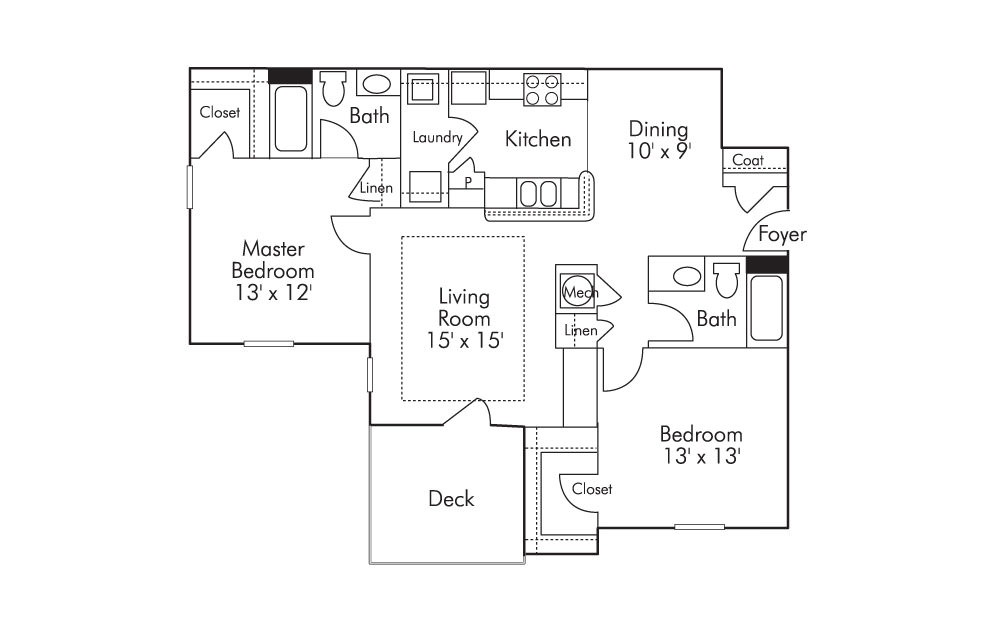 Closet
Bath
Laundry
Kitchen
Dining
10' x 9'
Coat
Linen
P
Foyer
Master
Bedroom
13' x 12'
Living
Room
15' x 15'
Mech
Linen
Bath
Bedroom
13' x 13'
Closet
Deck